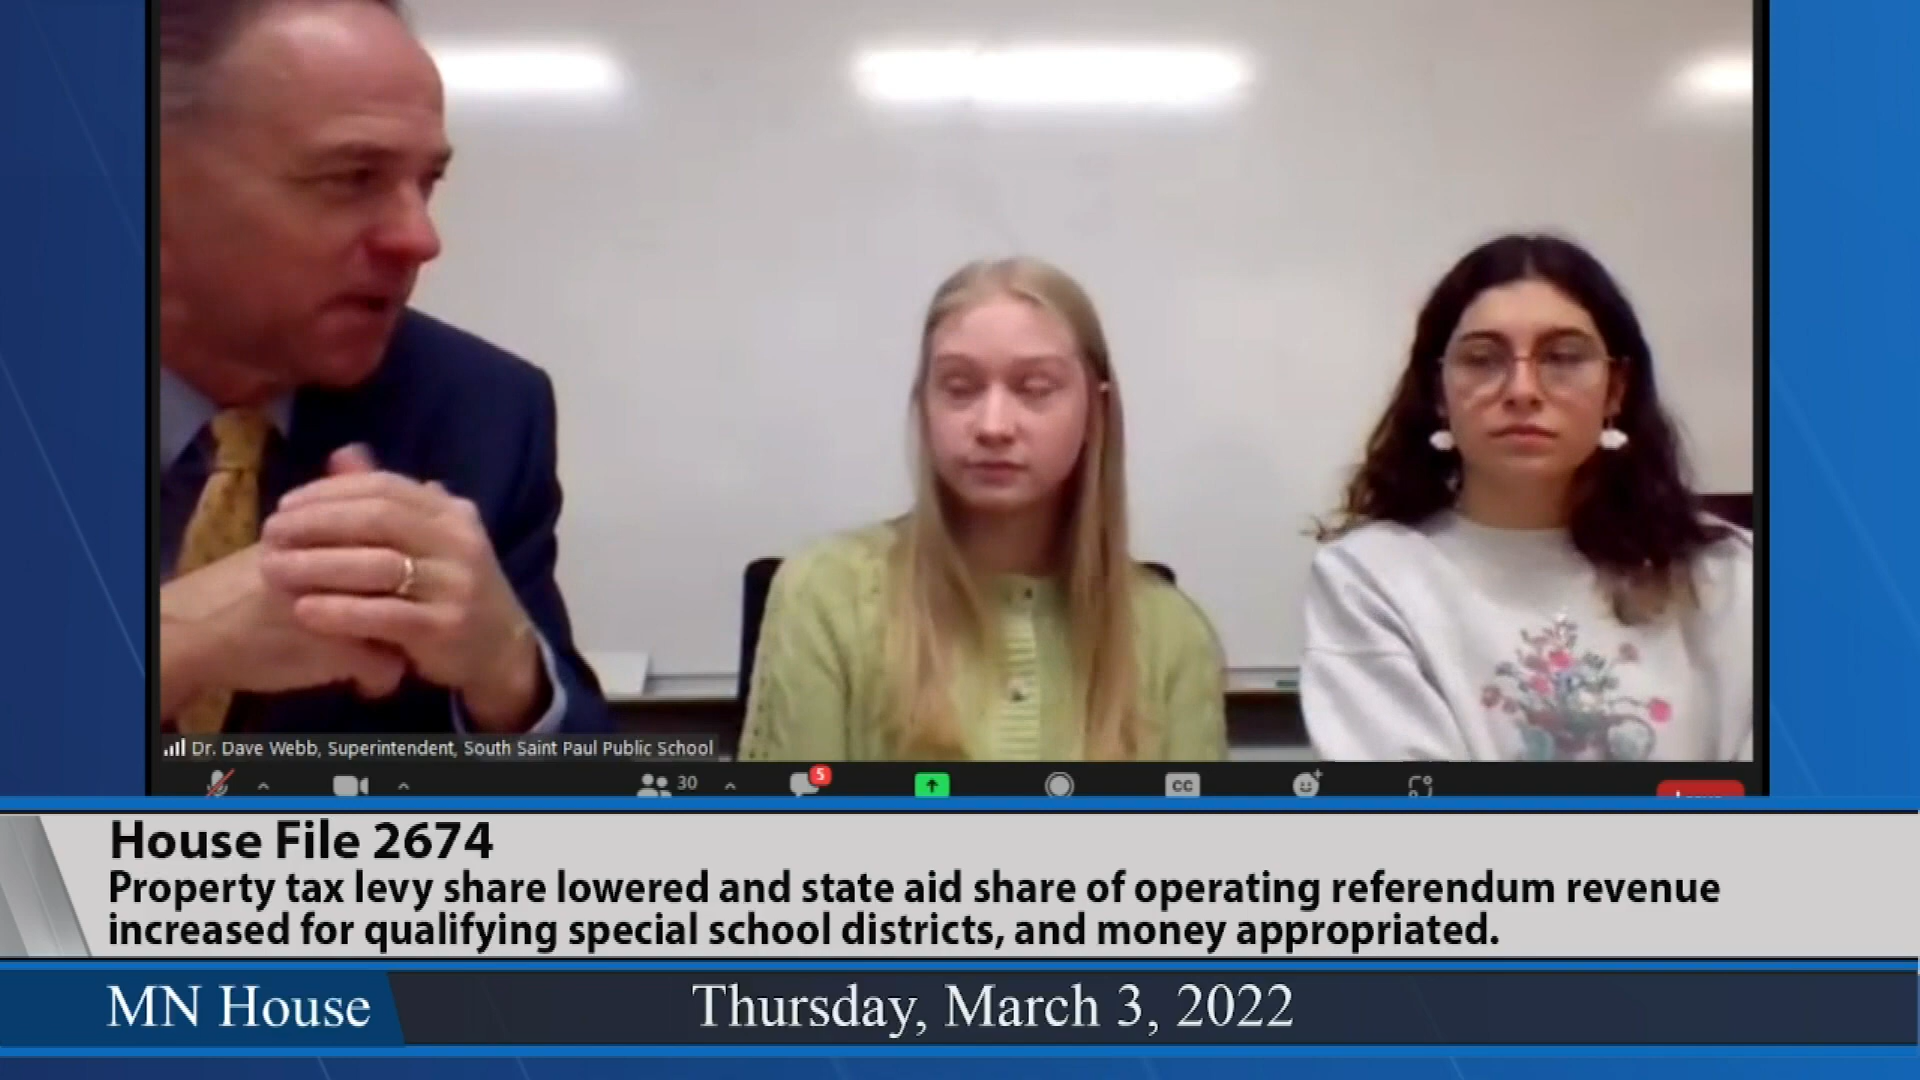 Dr. Dave Webb, Superintendent, South Saint Paul Public School
30
5
CC
House File 2674
Property tax levy share lowered and state aid share of operating referendum revenue
increased for qualifying special school districts, and money appropriated.
MN House
Thursday, March 3, 2022